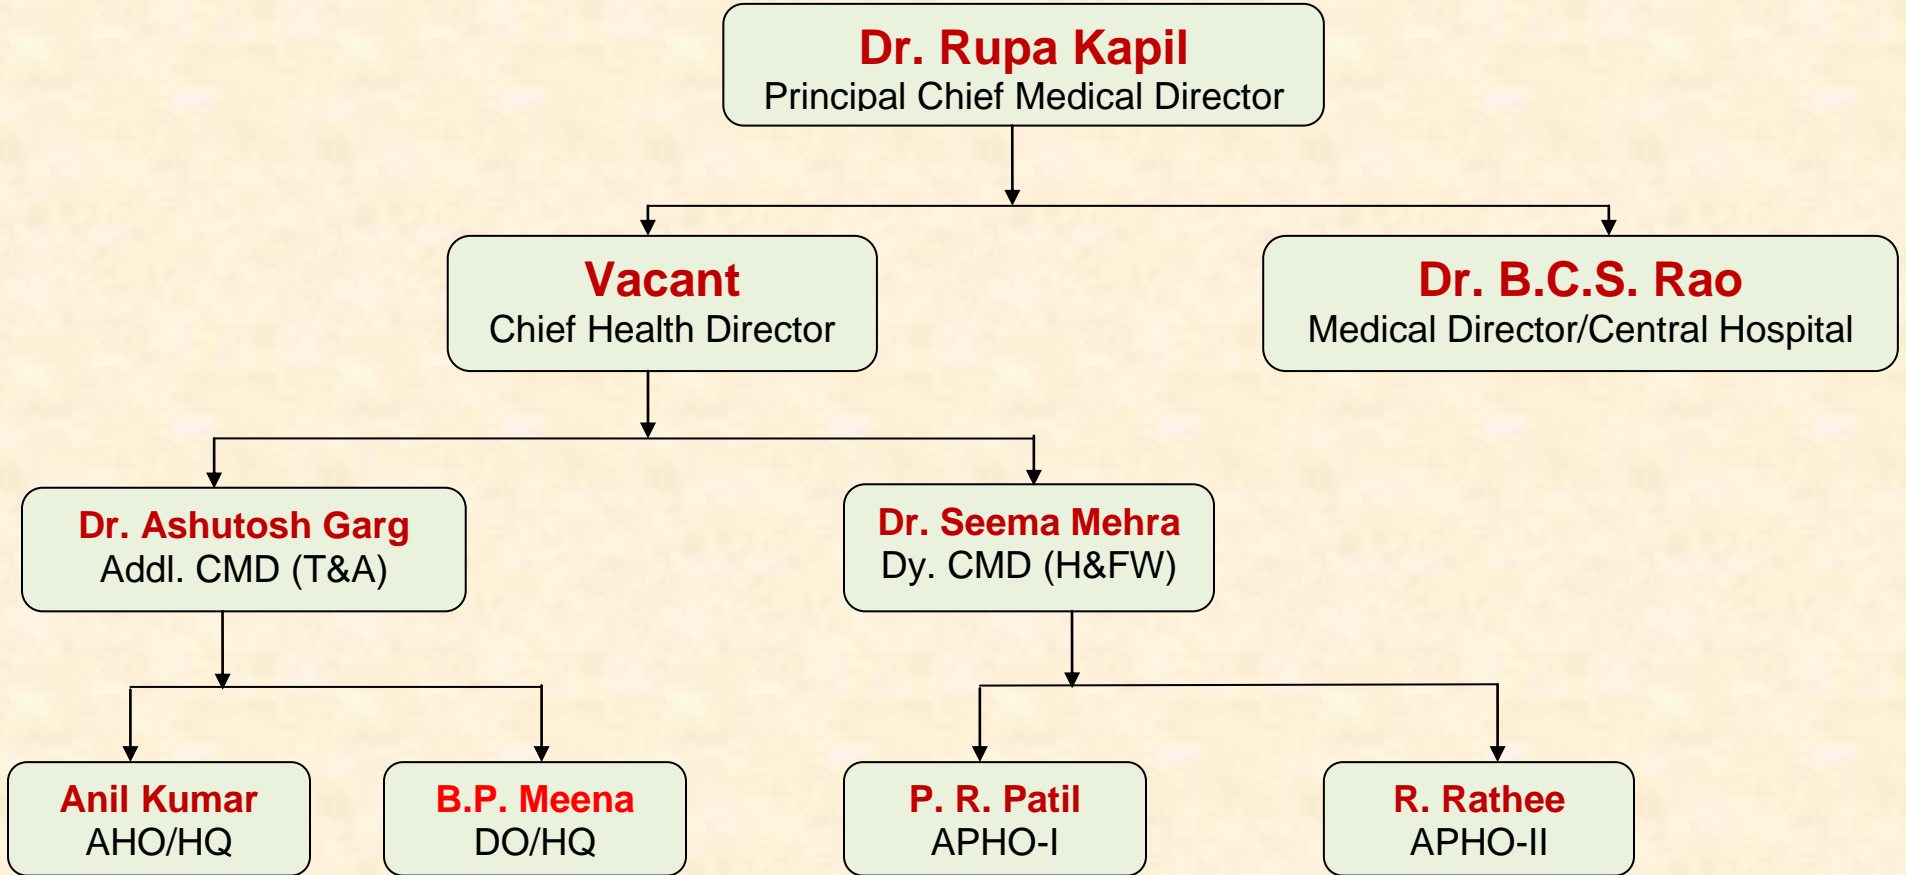 Dr. Rupa Kapil
Principal Chief Medical Director
Vacant
Chief Health Director
Dr. B.C.S. Rao
Medical Director/Central Hospital
Dr. Ashutosh Garg
Addl. CMD (T&A)
Dr. Seema Mehra
Dy. CMD (H&FW)
Anil Kumar
AHO/HQ
B.P. Meena
DO/HQ
P. R. Patil
APHO-I
R. Rathee
APHO-II